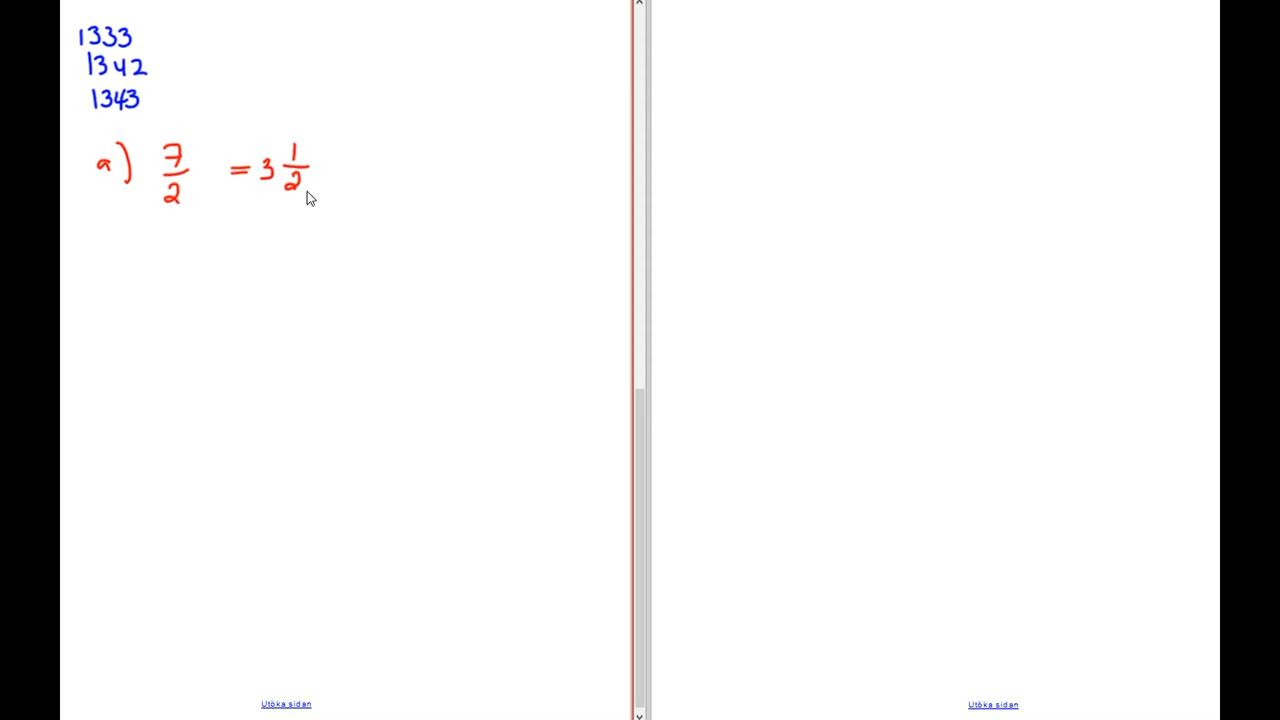 1333
1342
1343
a) 7/2 = 3 1/2
Utöka sidan
Utöka sidan